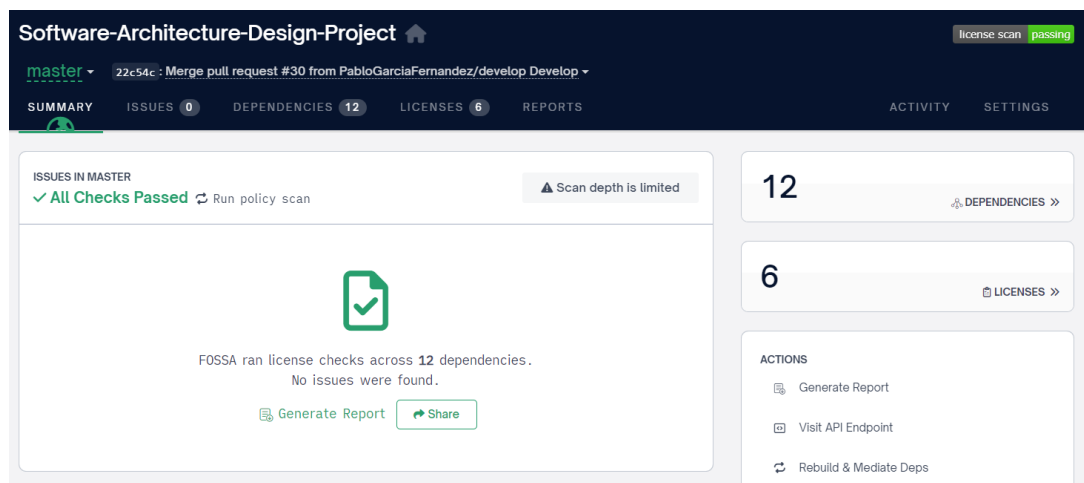 Software-Architecture-Design-Project
license scan passing
master
22c54c : Merge pull request #30 from PabloGarciaFernandez/develop Develop
SUMMARY ISSUES 0 DEPENDENCIES 12 LICENSES 6 REPORTS ACTIVITY SETTINGS
ISSUES IN MASTER
All Checks Passed Run policy scan
Scan depth is limited
FOSSA ran license checks across 12 dependencies.
No issues were found.
Generate Report Share
12
DEPENDENCIES »
6
LICENSES »
ACTIONS
Generate Report
Visit API Endpoint
Rebuild & Mediate Deps